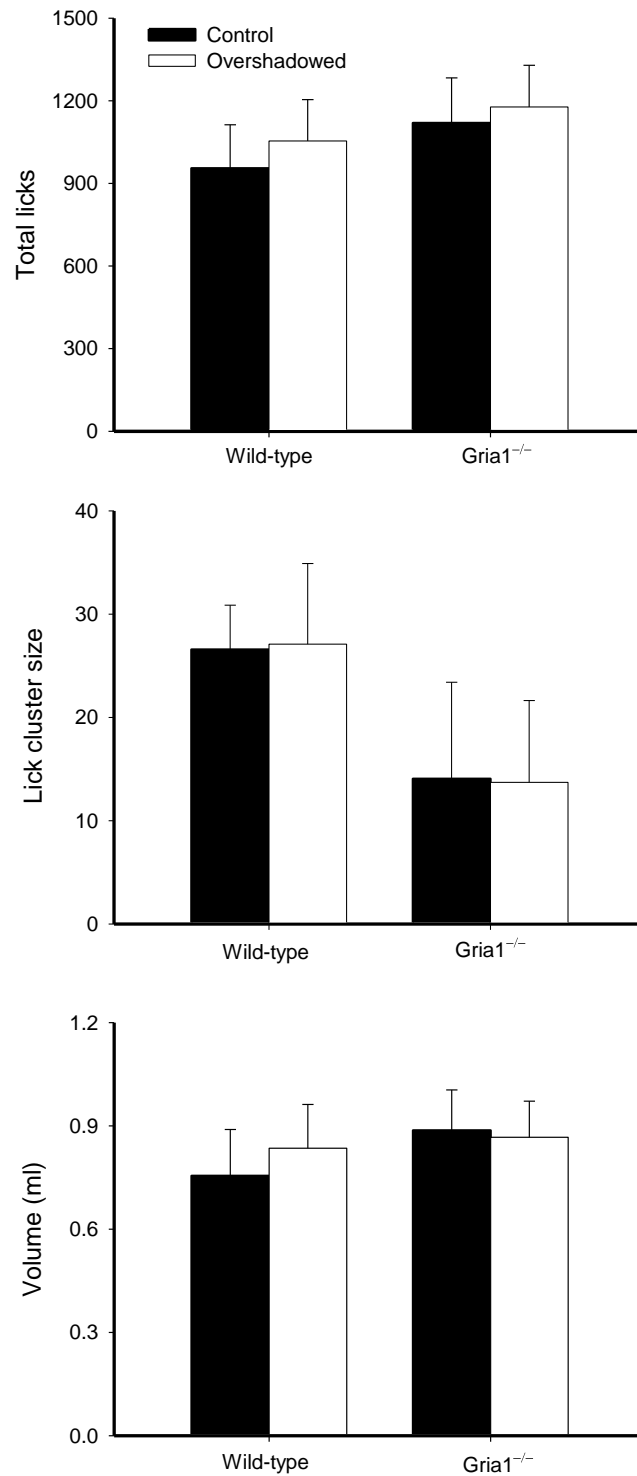 1500
Control
Overshadowed
1200
900
600
300
0
Total licks
Wild-type
Gria1⁻/⁻
40
30
20
10
0
Lick cluster size
Wild-type
Gria1⁻/⁻
1.2
0.9
0.6
0.3
0.0
Volume (ml)
Wild-type
Gria1⁻/⁻